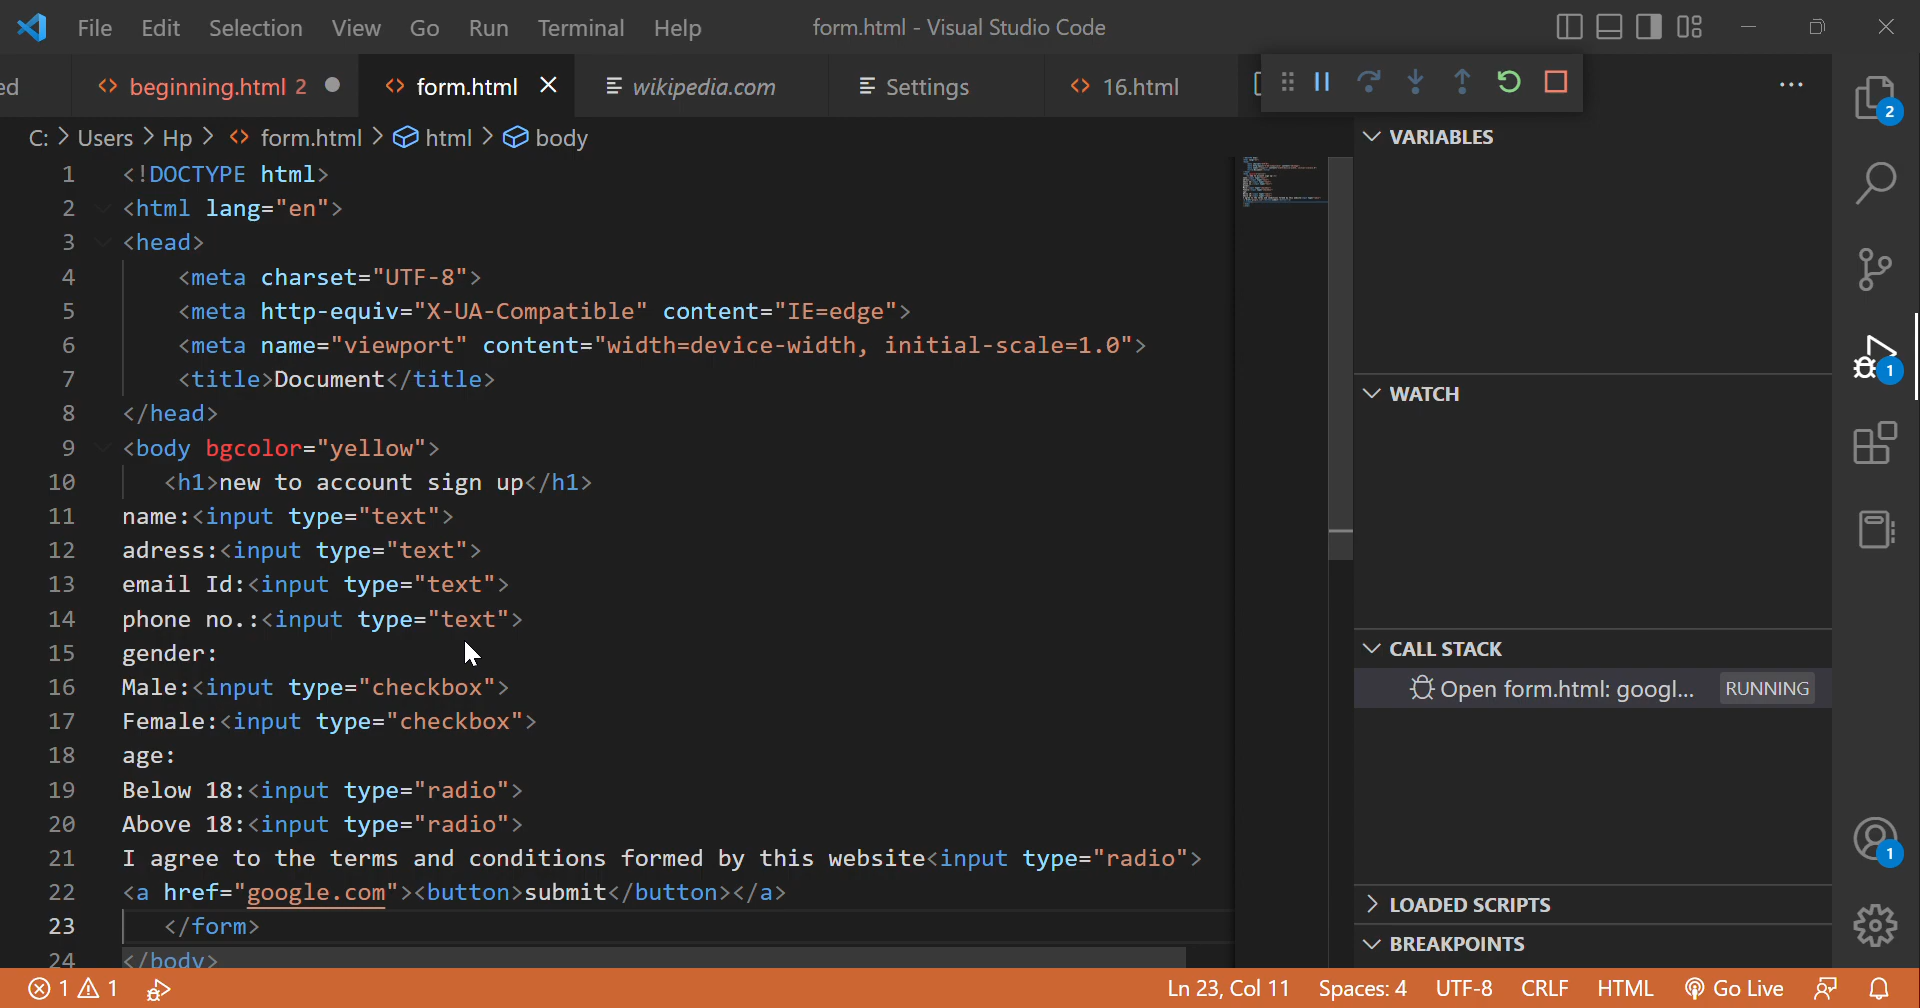 File Edit Selection View Go Run Terminal Help form.html - Visual Studio Code
ed beginning.html 2 form.html wikipedia.com Settings 16.html
C: > Users > Hp > form.html > html > body
1 <!DOCTYPE html>
2 <html lang="en">
3 <head>
4 <meta charset="UTF-8">
5 <meta http-equiv="X-UA-Compatible" content="IE=edge">
6 <meta name="viewport" content="width=device-width, initial-scale=1.0">
7 <title>Document</title>
8 </head>
9 <body bgcolor="yellow">
10 <h1>new to account sign up</h1>
11 name:<input type="text">
12 adress:<input type="text">
13 email Id:<input type="text">
14 phone no.:<input type="text">
15 gender:
16 Male:<input type="checkbox">
17 Female:<input type="checkbox">
18 age:
19 Below 18:<input type="radio">
20 Above 18:<input type="radio">
21 I agree to the terms and conditions formed by this website<input type="radio">
22 <a href="google.com"><button>submit</button></a>
23 </form>
24 </body>
VARIABLES
WATCH
CALL STACK
Open form.html: googl... RUNNING
LOADED SCRIPTS
BREAKPOINTS
2
1
1
1 1 Ln 23, Col 11 Spaces: 4 UTF-8 CRLF HTML Go Live